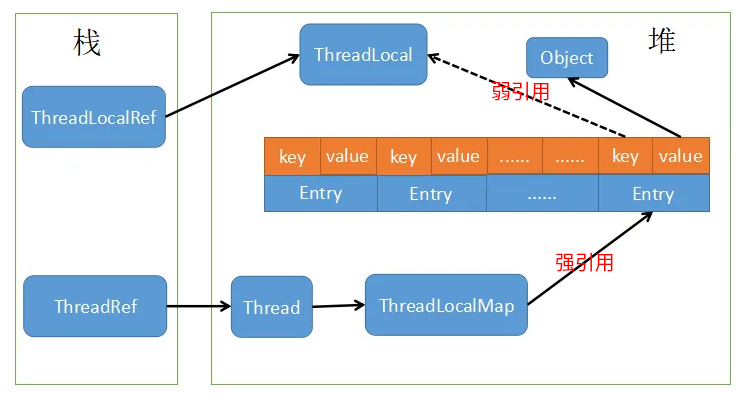 栈
堆
ThreadLocal
Object
ThreadLocalRef
弱引用
key value key value ...... ...... key value
Entry Entry ...... Entry
强引用
ThreadRef
Thread
ThreadLocalMap